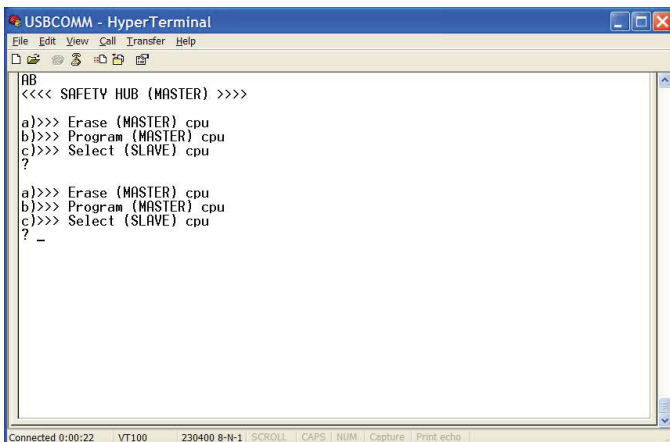 USBCOMM - HyperTerminal
File Edit View Call Transfer Help
AB
<<<< SAFETY HUB (MASTER) >>>>
a)>>> Erase (MASTER) cpu
b)>>> Program (MASTER) cpu
c)>>> Select (SLAVE) cpu
?
a)>>> Erase (MASTER) cpu
b)>>> Program (MASTER) cpu
c)>>> Select (SLAVE) cpu
? _
Connected 0:00:22 VT100 230400 8-N-1 SCROLL CAPS NUM Capture Print echo